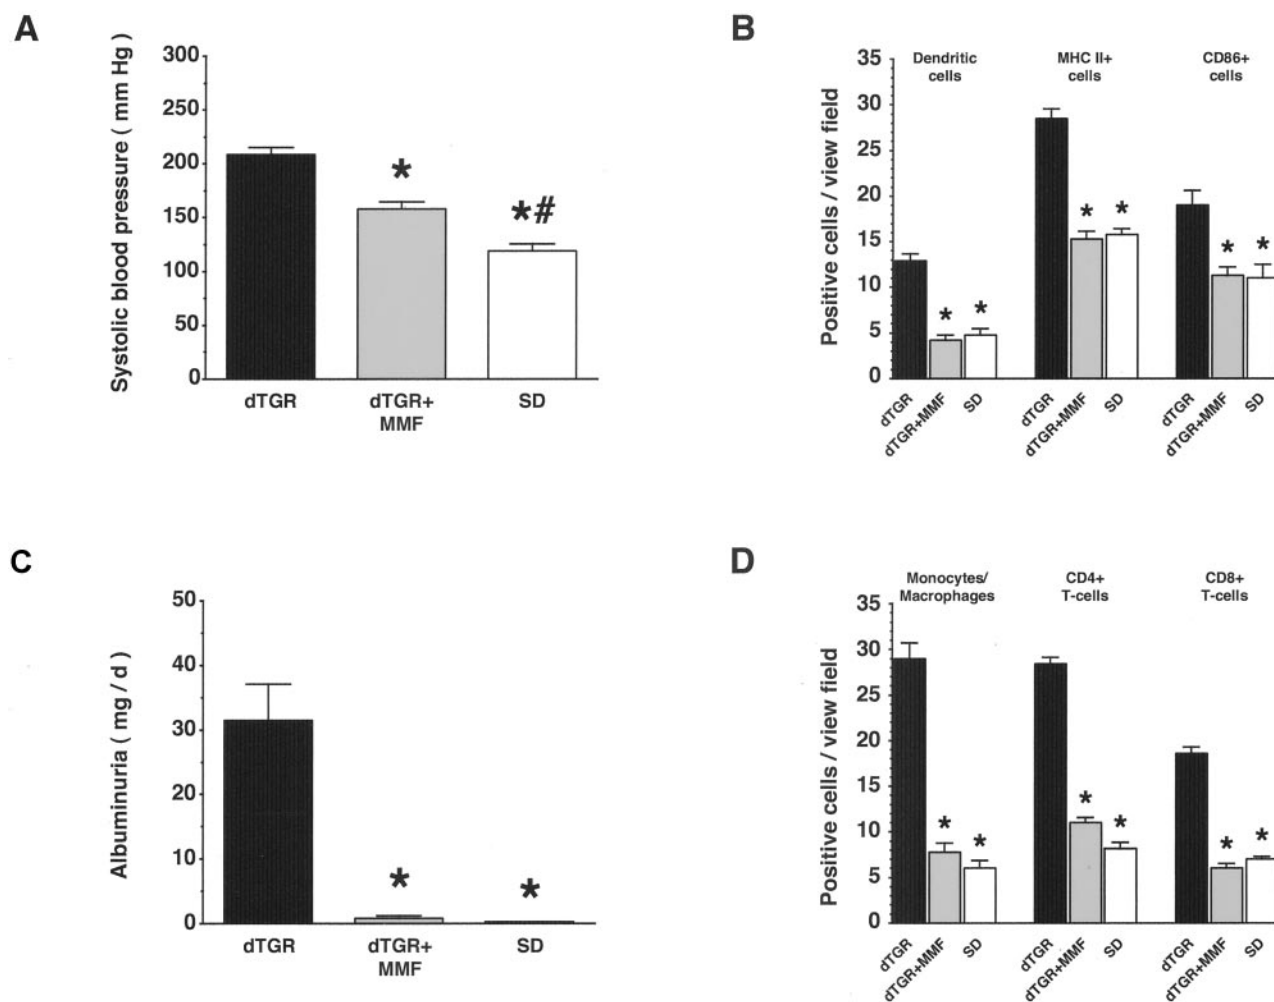 A
Systolic blood pressure ( mm Hg )
300
250
200
150
100
50
0
*
*#
dTGR
dTGR+
MMF
SD
B
Positive cells / view field
35
30
25
20
15
10
5
0
Dendritic
cells
MHC II+
cells
CD86+
cells
* *
* *
* *
dTGR
dTGR+MMF
SD
dTGR
dTGR+MMF
SD
dTGR
dTGR+MMF
SD
C
Albuminuria ( mg / d )
50
40
30
20
10
0
*
*
dTGR
dTGR+
MMF
SD
D
Positive cells / view field
35
30
25
20
15
10
5
0
Monocytes/
Macrophages
CD4+
T-cells
CD8+
T-cells
* *
* *
* *
dTGR
dTGR+MMF
SD
dTGR
dTGR+MMF
SD
dTGR
dTGR+MMF
SD